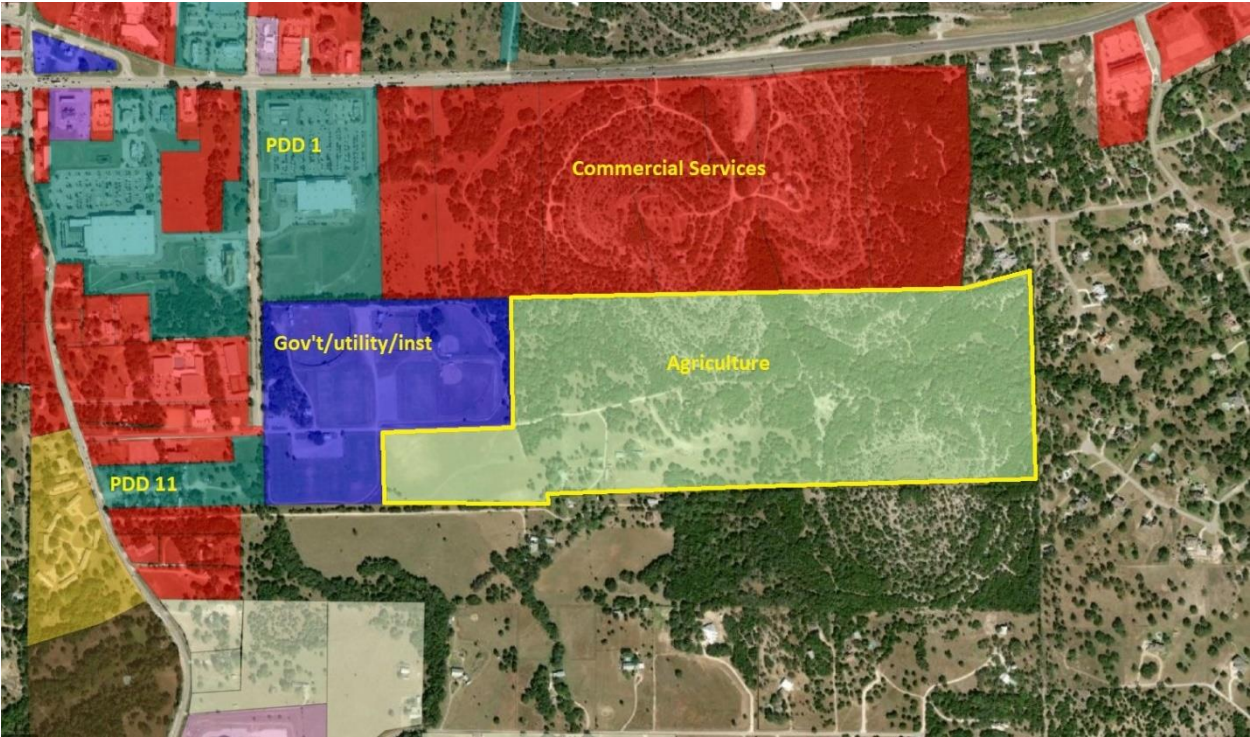 PDD 1
Commercial Services
Gov't/utility/inst
Agriculture
PDD 11